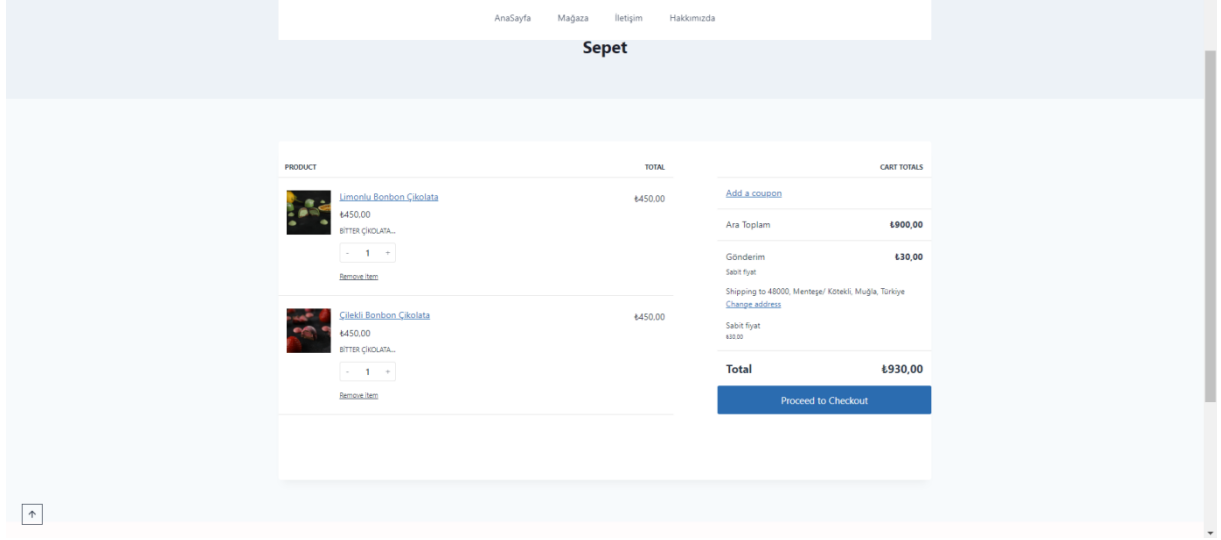 AnaSayfa Mağaza İletişim Hakkımızda
Sepet
PRODUCT TOTAL
Limonlu Bonbon Çikolata ₺450,00
₺450,00
BİTTER ÇİKOLATA...
- 1 +
Remove item
Çilekli Bonbon Çikolata ₺450,00
₺450,00
BİTTER ÇİKOLATA...
- 1 +
Remove item
CART TOTALS
Add a coupon
Ara Toplam ₺900,00
Gönderim ₺30,00
Sabit fiyat
Shipping to 48000, Menteşe/ Kötekli, Muğla, Türkiye
Change address
Sabit fiyat
₺30,00
Total ₺930,00
Proceed to Checkout